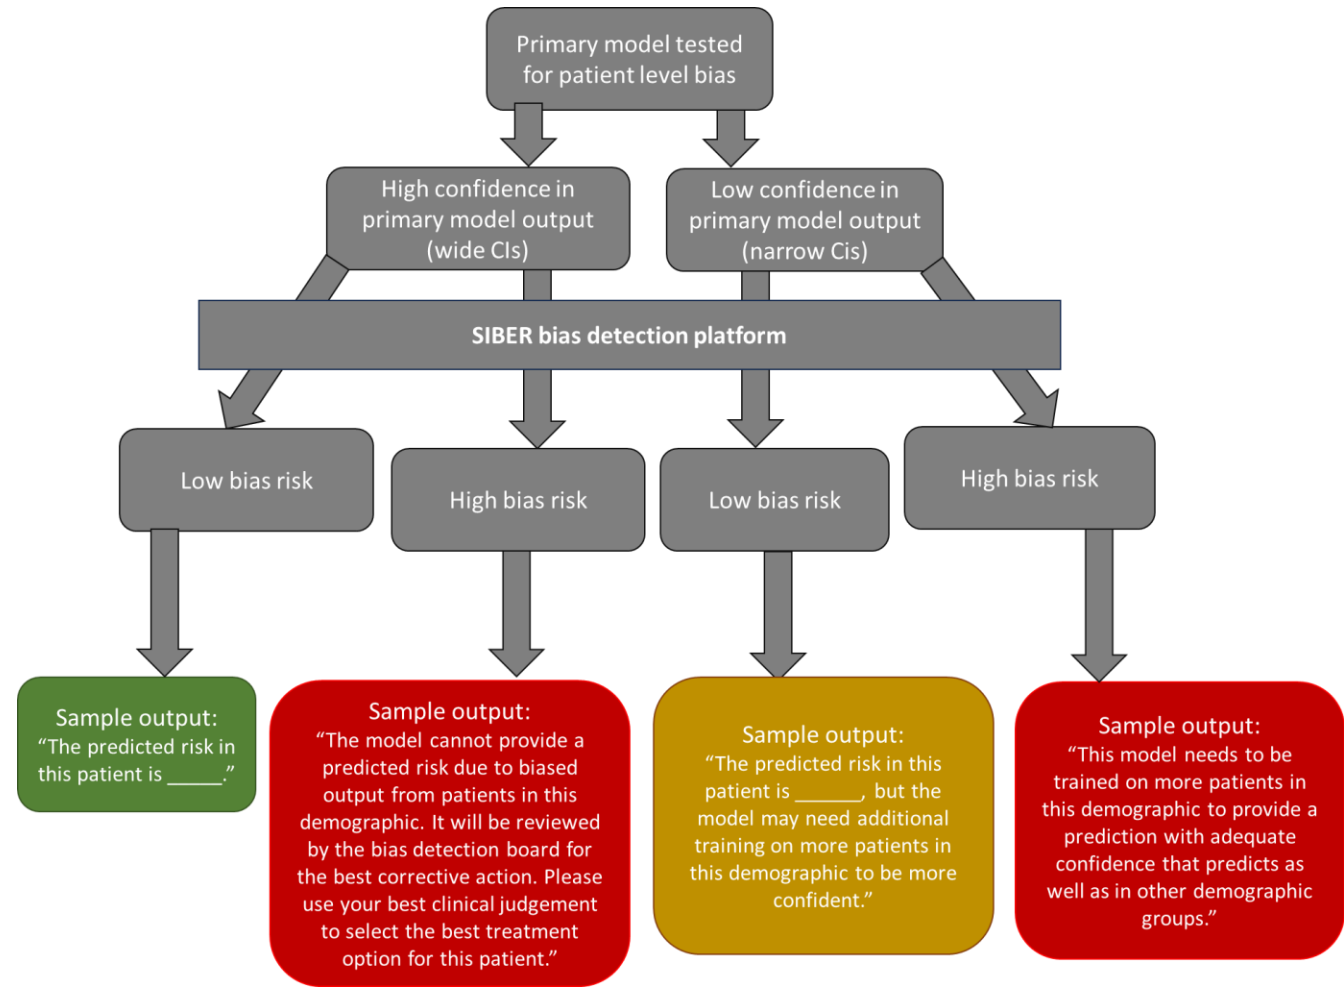 Primary model tested
for patient level bias
High confidence in
primary model output
(wide CIs)
Low confidence in
primary model output
(narrow Cis)
SIBER bias detection platform
Low bias risk
High bias risk
Low bias risk
High bias risk
Sample output:
“The predicted risk in
this patient is _____.”
Sample output:
“The model cannot provide a
predicted risk due to biased
output from patients in this
demographic. It will be reviewed
by the bias detection board for
the best corrective action. Please
use your best clinical judgement
to select the best treatment
option for this patient.”
Sample output:
“The predicted risk in this
patient is ______, but the
model may need additional
training on more patients in
this demographic to be more
confident.”
Sample output:
“This model needs to be
trained on more patients in
this demographic to provide a
prediction with adequate
confidence that predicts as
well as in other demographic
groups.”